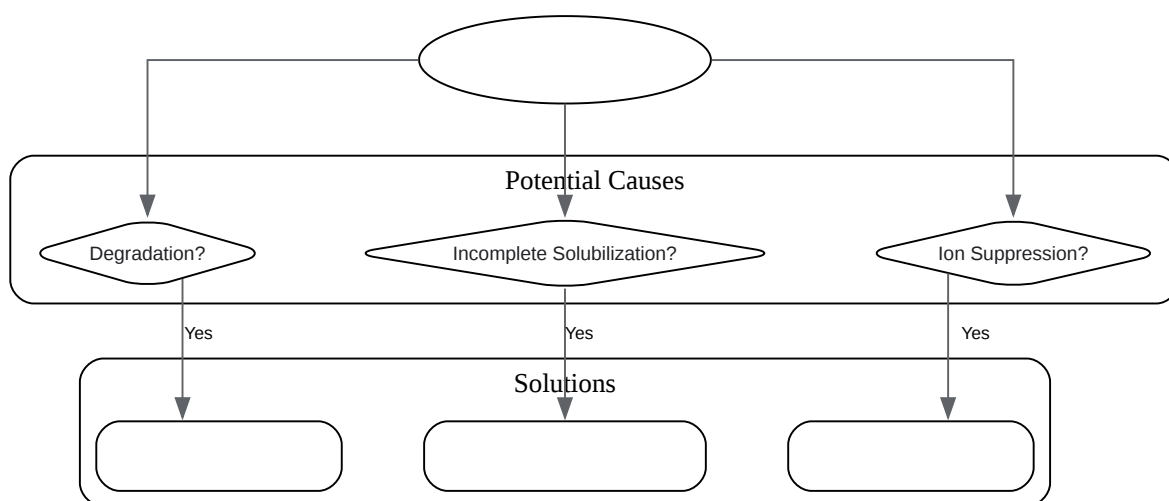 Potential Causes
Degradation?
Incomplete Solubilization?
Ion Suppression?
Yes
Yes
Yes
Solutions